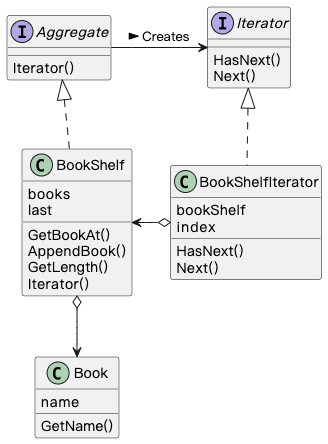 I Aggregate
Iterator()
Creates
I Iterator
HasNext()
Next()
C BookShelf
books
last
GetBookAt()
AppendBook()
GetLength()
Iterator()
C BookShelfIterator
bookShelf
index
HasNext()
Next()
C Book
name
GetName()